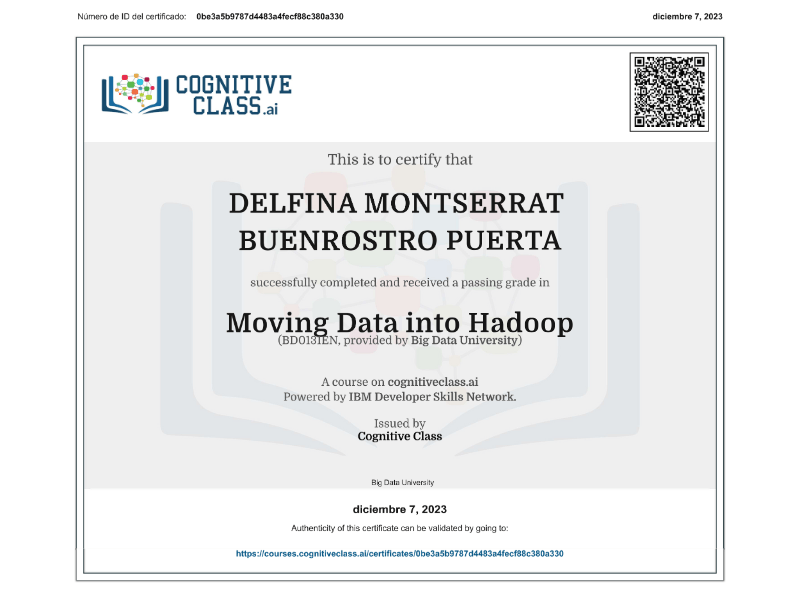 Número de ID del certificado: 0be3a5b9787d4483a4fecf88c380a330
diciembre 7, 2023
COGNITIVE
CLASS.ai
This is to certify that
DELFINA MONTSERRAT
BUENROSTRO PUERTA
successfully completed and received a passing grade in
Moving Data into Hadoop
(BD0131EN, provided by Big Data University)
A course on cognitiveclass.ai
Powered by IBM Developer Skills Network.
Issued by
Cognitive Class
Big Data University
diciembre 7, 2023
Authenticity of this certificate can be validated by going to:
https://courses.cognitiveclass.ai/certificates/0be3a5b9787d4483a4fecf88c380a330